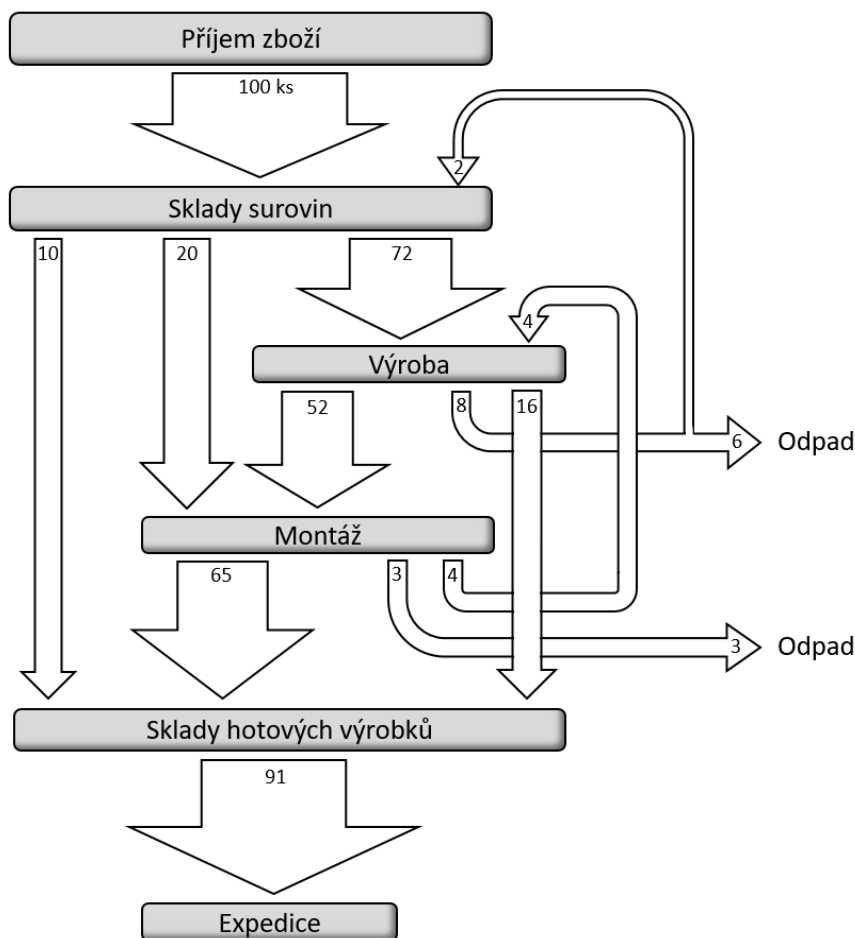 Příjem zboží
100 ks
2
Sklady surovin
10 20 72
4
Výroba
52 8 16
6 Odpad
Montáž
65 3 4
3 Odpad
Sklady hotových výrobků
91
Expedice